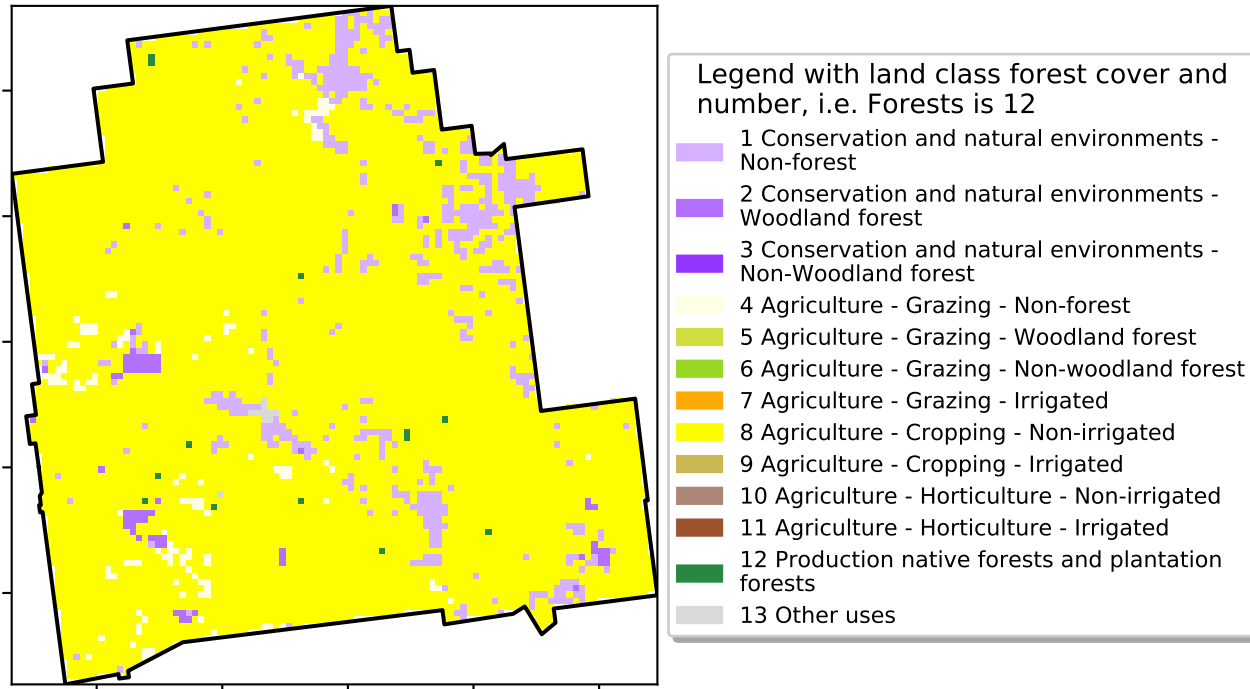 Legend with land class forest cover and
number, i.e. Forests is 12
1 Conservation and natural environments -
Non-forest
2 Conservation and natural environments -
Woodland forest
3 Conservation and natural environments -
Non-Woodland forest
4 Agriculture - Grazing - Non-forest
5 Agriculture - Grazing - Woodland forest
6 Agriculture - Grazing - Non-woodland forest
7 Agriculture - Grazing - Irrigated
8 Agriculture - Cropping - Non-irrigated
9 Agriculture - Cropping - Irrigated
10 Agriculture - Horticulture - Non-irrigated
11 Agriculture - Horticulture - Irrigated
12 Production native forests and plantation
forests
13 Other uses